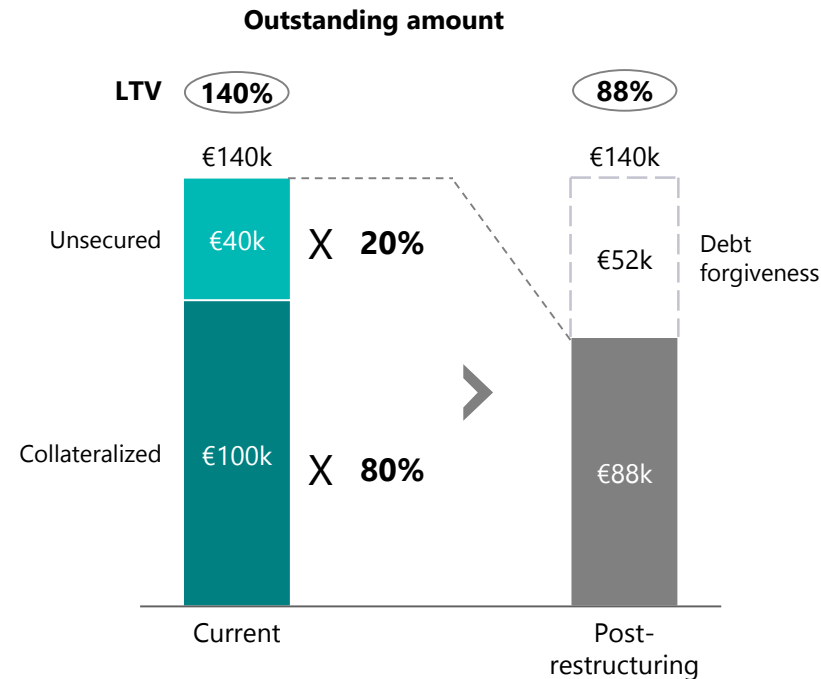 Outstanding amount
LTV 140% 88%
€140k €140k
Unsecured €40k X 20% €52k Debt
forgiveness
Collateralized €100k X 80% €88k
Current Post-
restructuring